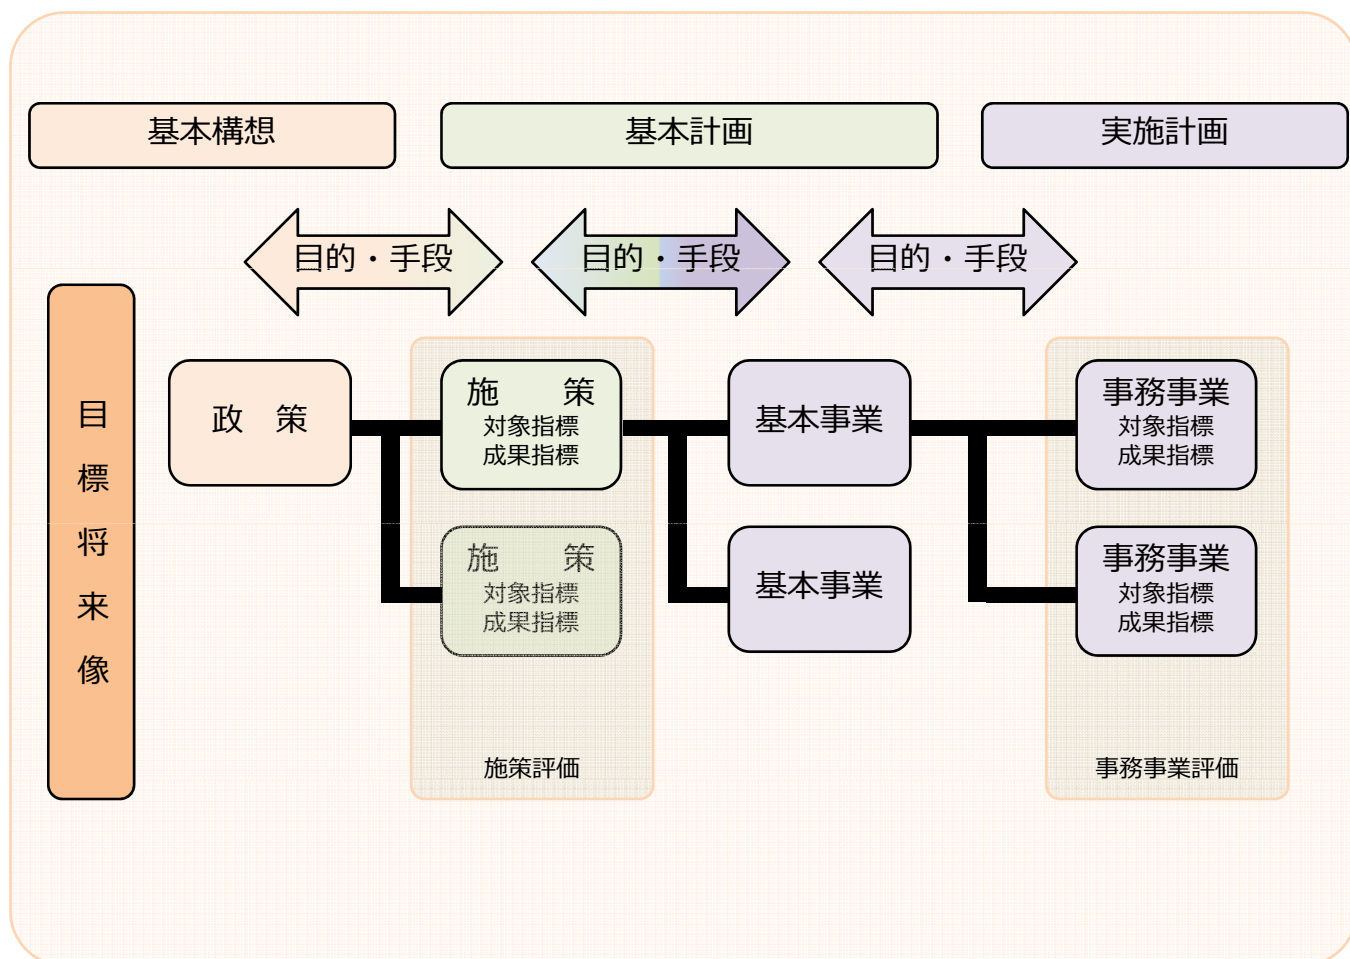 基本構想
基本計画
実施計画
目的・手段
目的・手段
目的・手段
目標将来像
政　策
施　　策
対象指標
成果指標
基本事業
事務事業
対象指標
成果指標
施　　策
対象指標
成果指標
基本事業
事務事業
対象指標
成果指標
施策評価
事務事業評価